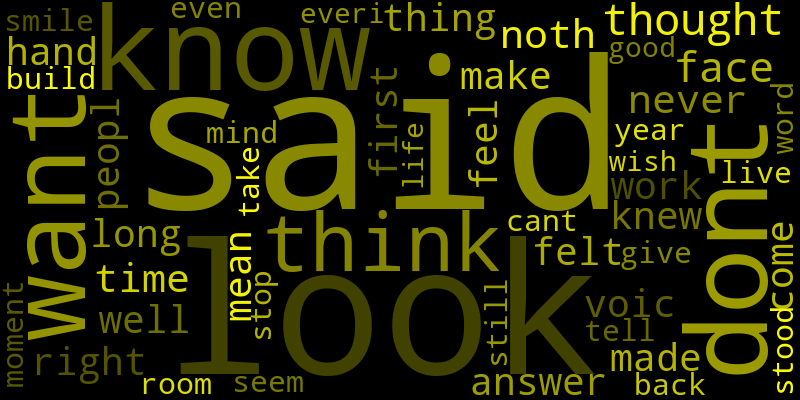 smile
even
everi
thing
thought
know
noth
good
hand
build
make
face
said
want
peopl
mind
first
life
feel
never
year
word
take
wish
live
work
dont
long
think
cant
knew
time
mean
felt
give
come
look
stop
well
still
voic
tell
moment
right
made
stood
room
seem
answer
back